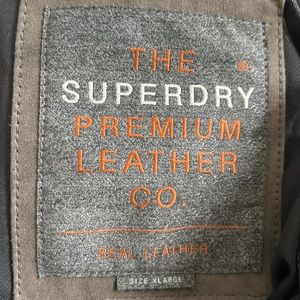 THE
SUPERDRY
PREMIUM
LEATHER
CO.
REAL LEATHER
SIZE XLARGE